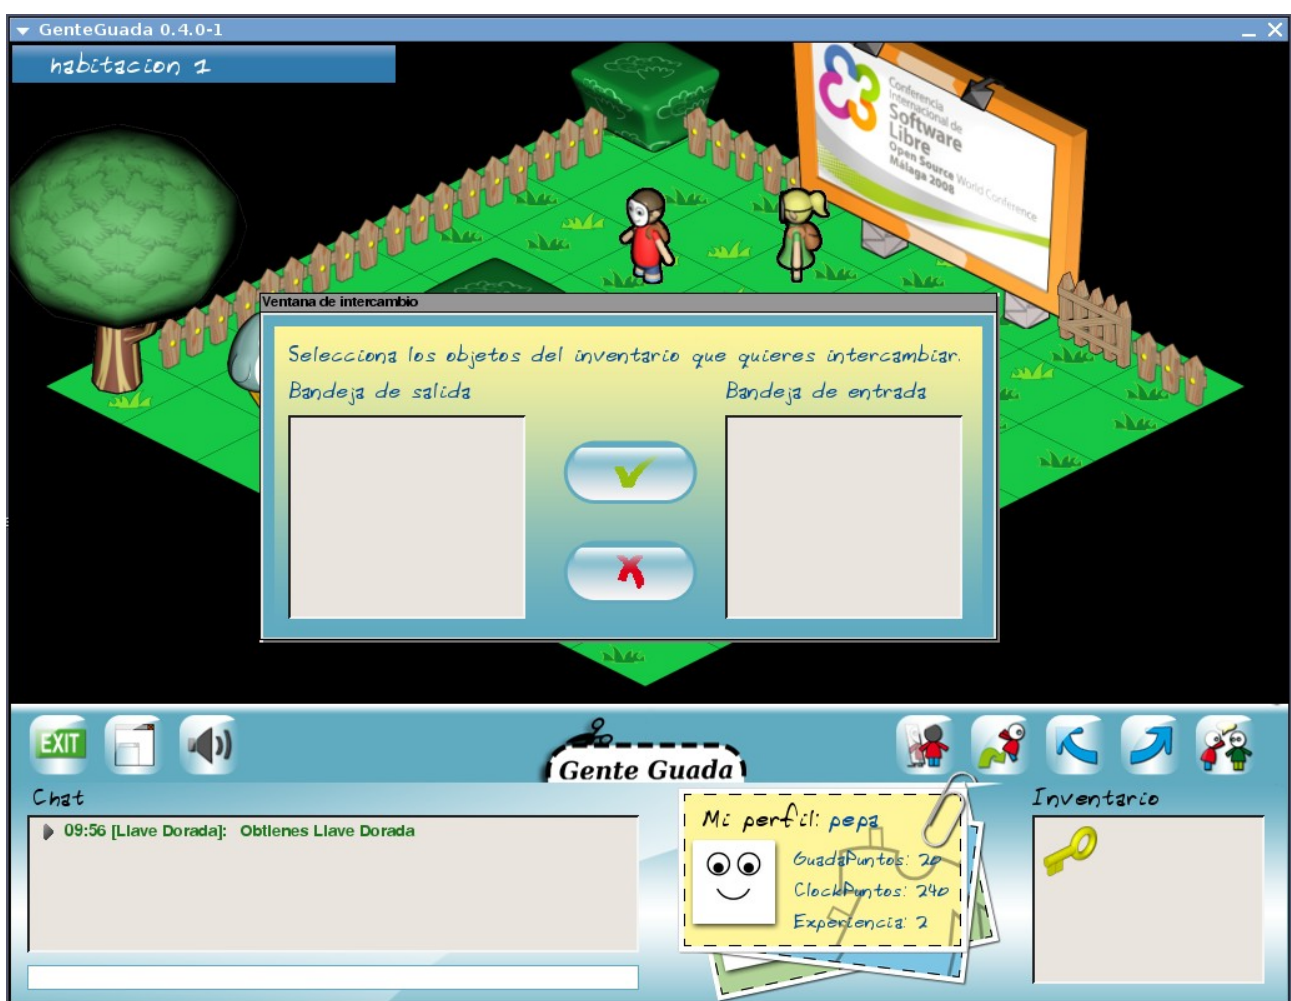 GenteGuada 0.4.0-1
habitacion 1
Conferencia
Internacional de
Software
Libre
Open Source World Conference
Málaga 2008
Ventana de intercambio
Selecciona los objetos del inventario que quieres intercambiar.
Bandeja de salida
Bandeja de entrada
EXIT
Gente Guada
Chat
09:56 [Llave Dorada]: Obtienes Llave Dorada
Mi perfil: pepa
GuadaPuntos: 20
ClockPuntos: 240
Experiencia: 2
Inventario